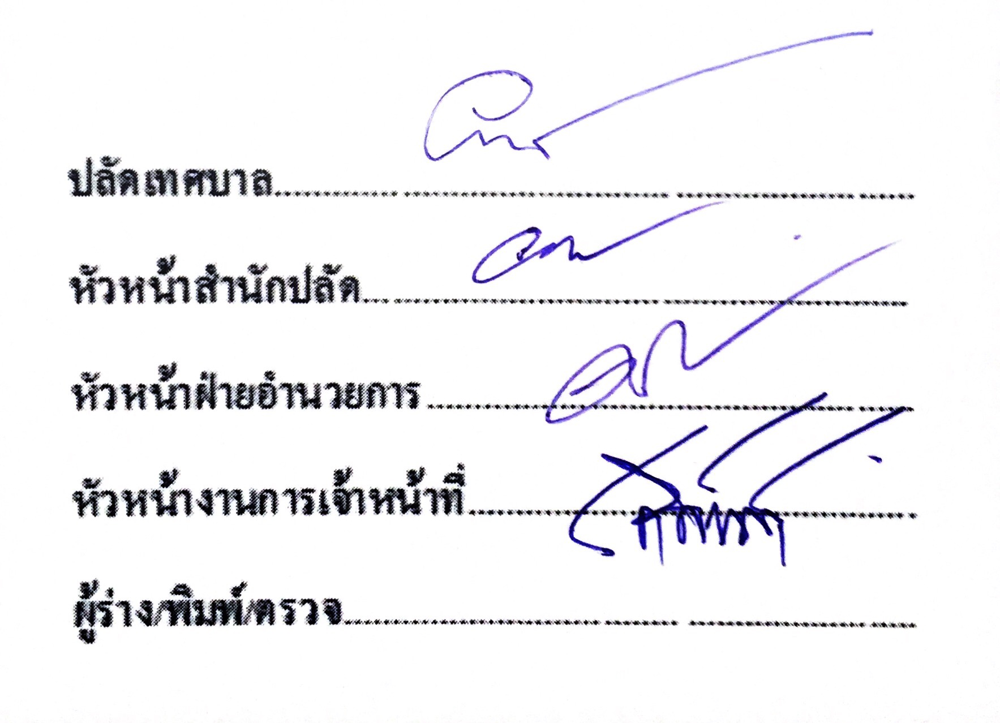 ปลัดเทศบาล
หัวหน้าสำนักปลัด
หัวหน้าฝ่ายอำนวยการ
หัวหน้างานการเจ้าหน้าที่
ผู้ร่าง/พิมพ์/ตรวจ